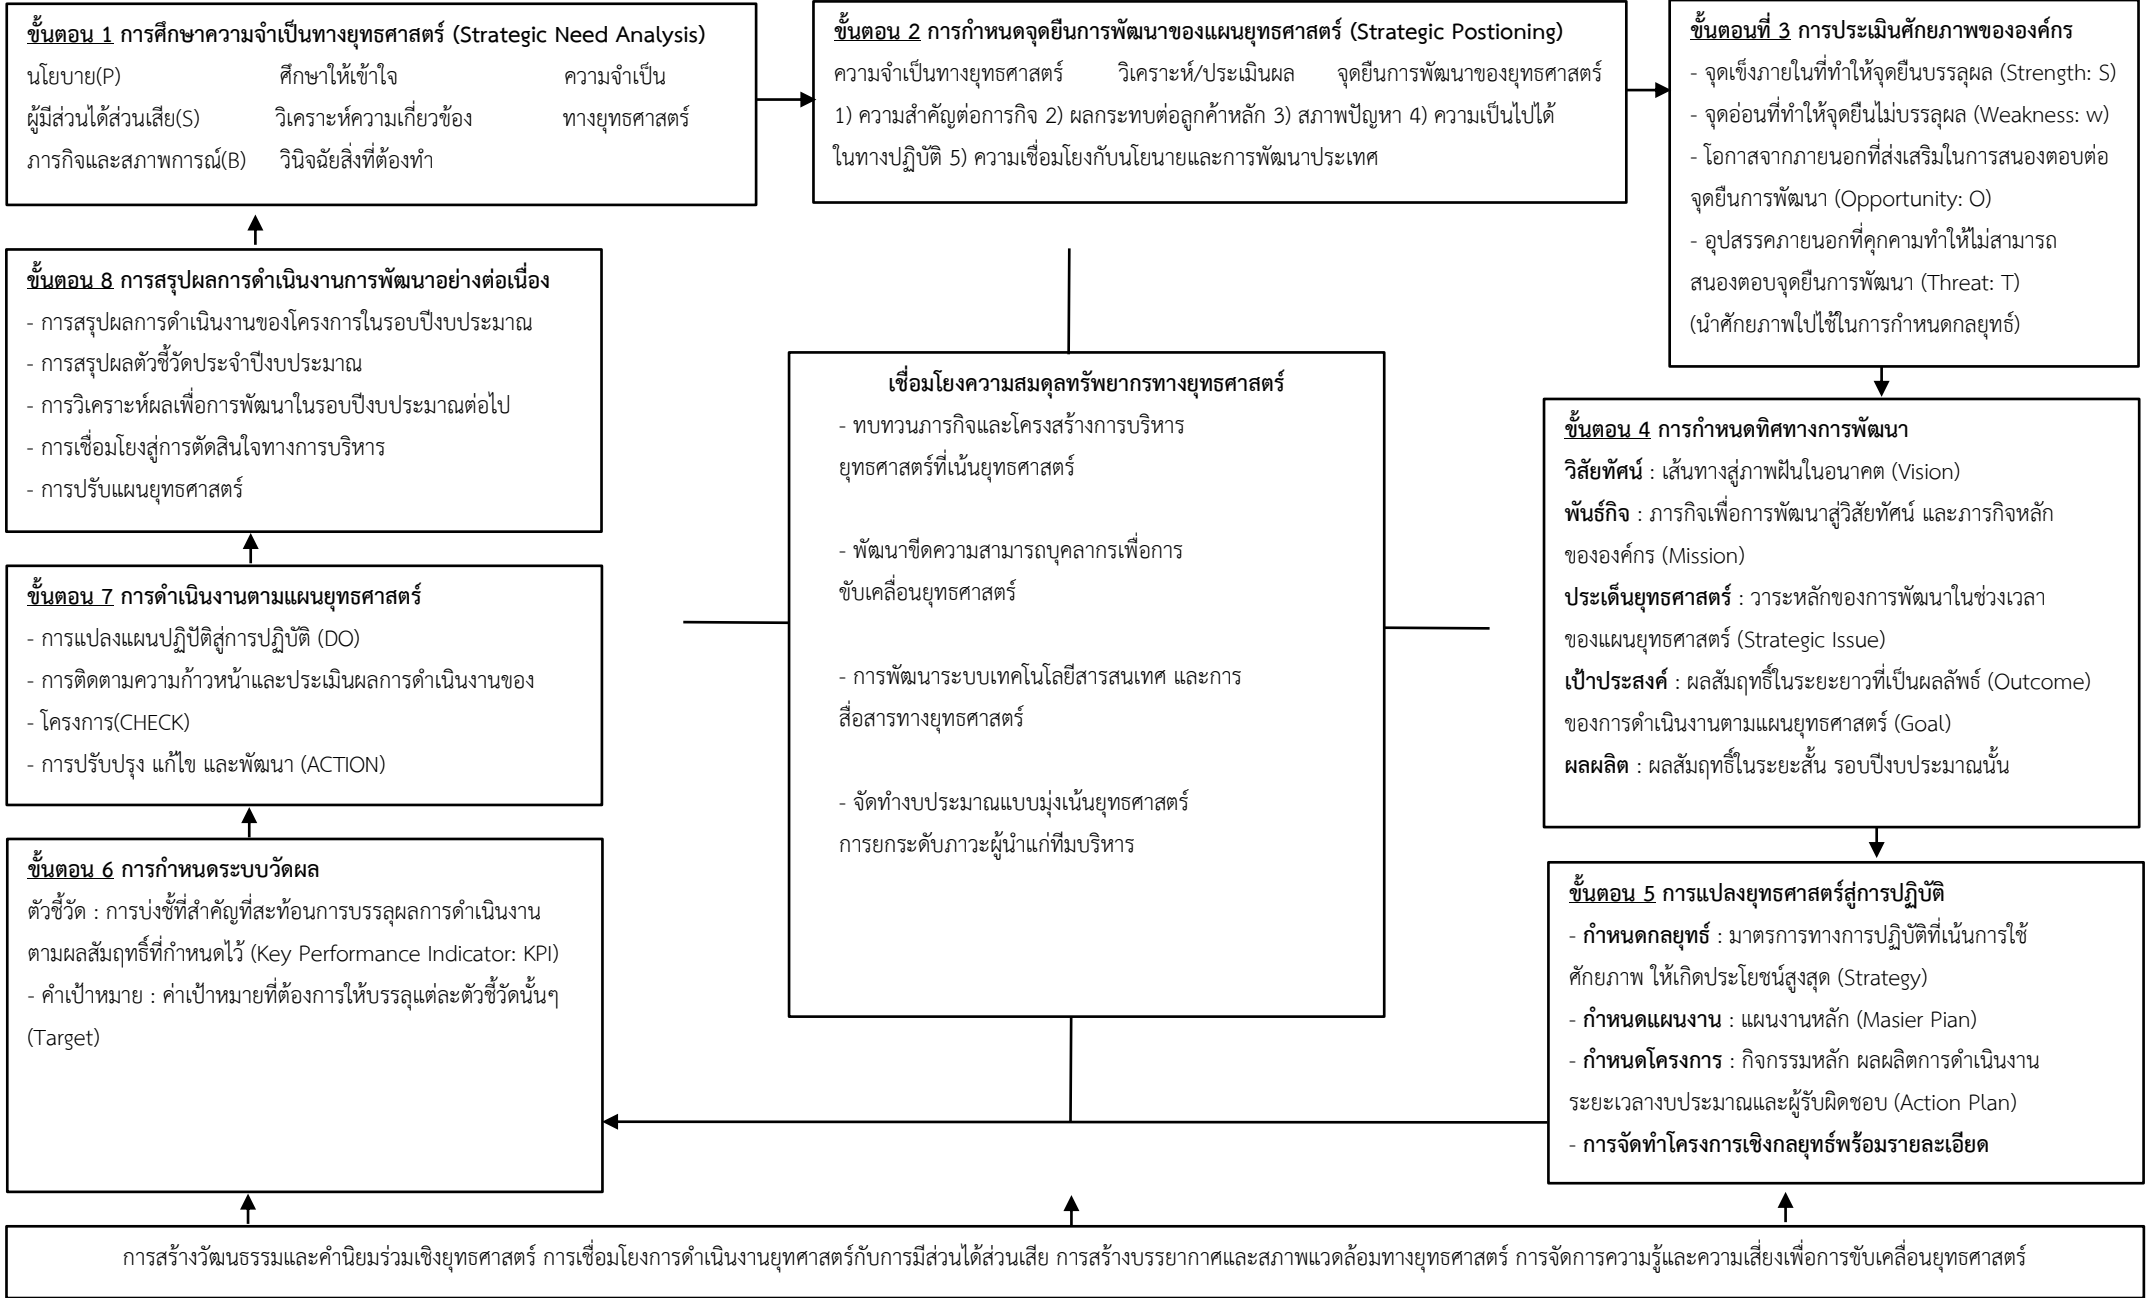 ขั้นตอน 1 การศึกษาความจำเป็นทางยุทธศาสตร์ (Strategic Need Analysis)
นโยบาย(P) ศึกษาให้เข้าใจ ความจำเป็น
ผู้มีส่วนได้ส่วนเสีย(S) วิเคราะห์ความเกี่ยวข้อง ทางยุทธศาสตร์
ภารกิจและสภาพการณ์(B) วินิจฉัยสิ่งที่ต้องทำ
ขั้นตอน 2 การกำหนดจุดยืนการพัฒนาของแผนยุทธศาสตร์ (Strategic Postioning)
ความจำเป็นทางยุทธศาสตร์ วิเคราะห์/ประเมินผล จุดยืนการพัฒนาของยุทธศาสตร์
1) ความสำคัญต่อภารกิจ 2) ผลกระทบต่อลูกค้าหลัก 3) สภาพปัญหา 4) ความเป็นไปได้
ในทางปฏิบัติ 5) ความเชื่อมโยงกับนโยนายและการพัฒนาประเทศ
ขั้นตอนที่ 3 การประเมินศักยภาพขององค์กร
- จุดเข็งภายในที่ทำให้จุดยืนบรรลุผล (Strength: S)
- จุดอ่อนที่ทำให้จุดยืนไม่บรรลุผล (Weakness: w)
- โอกาสจากภายนอกที่ส่งเสริมในการสนองตอบต่อ
จุดยืนการพัฒนา (Opportunity: O)
- อุปสรรคภายนอกที่คุกคามทำให้ไม่สามารถ
สนองตอบจุดยืนการพัฒนา (Threat: T)
(นำศักยภาพใปไช้ในการกำหนดกลยุทธ์)
ขั้นตอน 4 การกำหนดทิศทางการพัฒนา
วิสัยทัศน์ : เส้นทางสู่ภาพฝันในอนาคต (Vision)
พันธ์กิจ : ภารกิจเพื่อการพัฒนาสู่วิสัยทัศน์ และภารกิจหลัก
ขององค์กร (Mission)
ประเด็นยุทธศาสตร์ : วาระหลักของการพัฒนาในช่วงเวลา
ของแผนยุทธศาสตร์ (Strategic Issue)
เป้าประสงค์ : ผลสัมฤทธิ์ในระยะยาวที่เป็นผลลัพธ์ (Outcome)
ของการดำเนินงานตามแผนยุทธศาสตร์ (Goal)
ผลผลิต : ผลสัมฤทธิ์ในระยะสั้น รอบปีงบประมาณนั้น
ขั้นตอน 5 การแปลงยุทธศาสตร์สู่การปฏิบัติ
- กำหนดกลยุทธ์ : มาตรการทางการปฏิบัติที่เน้นการใช้
ศักยภาพ ให้เกิดประโยชน์สูงสุด (Strategy)
- กำหนดแผนงาน : แผนงานหลัก (Masier Pian)
- กำหนดโครงการ : กิจกรรมหลัก ผลผลิตการดำเนินงาน
ระยะเวลางบประมาณและผู้รับผิดชอบ (Action Plan)
- การจัดทำโครงการเชิงกลยุทธ์พร้อมรายละเอียด
ขั้นตอน 6 การกำหนดระบบวัดผล
ตัวชี้วัด : การบ่งชี้ที่สำคัญที่สะท้อนการบรรลุผลการดำเนินงาน
ตามผลสัมฤทธิ์ที่กำหนดไว้ (Key Performance Indicator: KPI)
- คำเป้าหมาย : ค่าเป้าหมายที่ต้องการให้บรรลุแต่ละตัวชี้วัดนั้นๆ
(Target)
ขั้นตอน 7 การดำเนินงานตามแผนยุทธศาสตร์
- การแปลงแผนปฏิปัติสู่การปฏิบัติ (DO)
- การติดตามความก้าวหน้าและประเมินผลการดำเนินงานของ
- โครงการ(CHECK)
- การปรับปรุง แก้ไข และพัฒนา (ACTION)
ขั้นตอน 8 การสรุปผลการดำเนินงานการพัฒนาอย่างต่อเนื่อง
- การสรุปผลการดำเนินงานของโครงการในรอบปีงบประมาณ
- การสรุปผลตัวชี้วัดประจำปีงบประมาณ
- การวิเคราะห์ผลเพื่อการพัฒนาในรอบปีงบประมาณต่อไป
- การเชื่อมโยงสู่การตัดสินใจทางการบริหาร
- การปรับแผนยุทธศาสตร์
เชื่อมโยงความสมดุลทรัพยากรทางยุทธศาสตร์
- ทบทวนภารกิจและโครงสร้างการบริหาร
ยุทธศาสตร์ที่เน้นยุทธศาสตร์
- พัฒนาขีดความสามารถบุคลากรเพื่อการ
ขับเคลื่อนยุทธศาสตร์
- การพัฒนาระบบเทคโนโลยีสารสนเทศ และการ
สื่อสารทางยุทธศาสตร์
- จัดทำงบประมาณแบบมุ่งเน้นยุทธศาสตร์
การยกระดับภาวะผู้นำแก่ทีมบริหาร
การสร้างวัฒนธรรมและคำนิยมร่วมเชิงยุทธศาสตร์ การเชื่อมโยงการดำเนินงานยุทศาสตร์กับการมีส่วนได้ส่วนเสีย การสร้างบรรยากาศและสภาพแวดล้อมทางยุทธศาสตร์ การจัดการความรู้และความเสี่ยงเพื่อการขับเคลื่อนยุทธศาสตร์